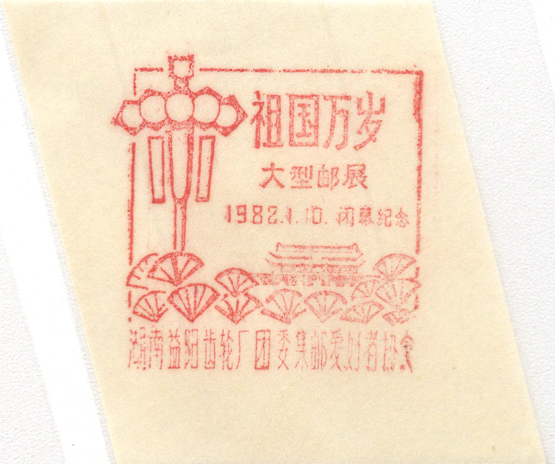 祖国万岁
大型邮展
1982.1.10. 闭幕纪念
湖南益阳齿轮厂团委集邮爱好者协会